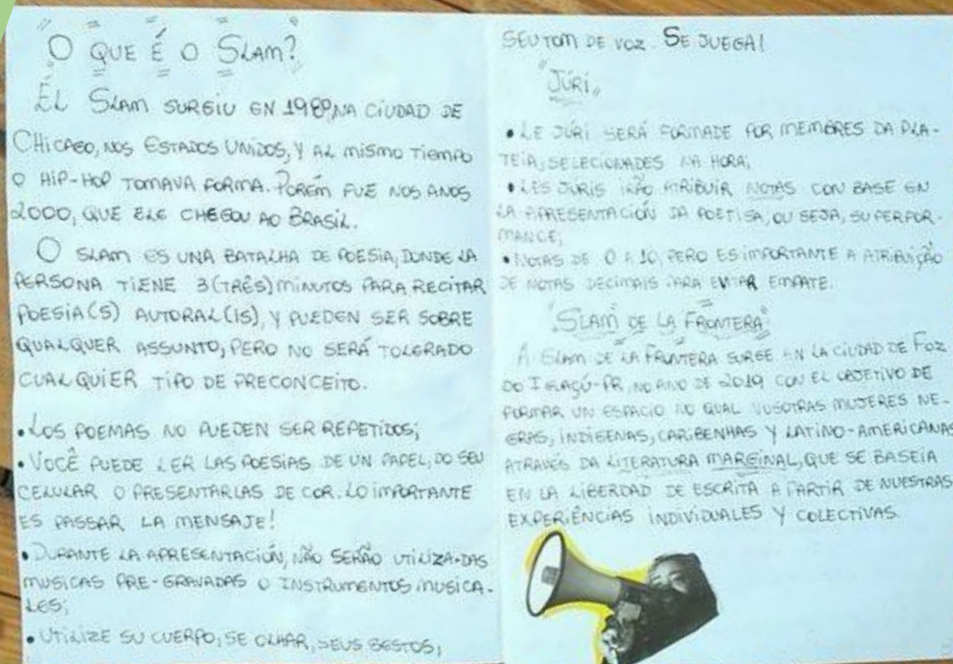 "O QUE É O SLAM?"
EL SLAM SURGIU EN 1989, NA CIUDAD DE
CHICAGO, NOS ESTADOS UNIDOS, Y AL MISMO TIEMPO
O HIP-HOP TOMAVA FORMA. PORÉM FUE NOS ANOS
2000, QUE ELE CHEGOU AO BRASIL.
O SLAM ES UNA BATALHA DE POESIA, DONDE LA
PERSONA TIENE 3 (TRÊS) MINUTOS PARA RECITAR
POESIA(S) AUTORAL(IS), Y PUEDEN SER SOBRE
QUALQUER ASSUNTO, PERO NO SERÁ TOLERADO
CUALQUIER TIPO DE PRECONCEITO.
• LOS POEMAS NO PUEDEN SER REPETIDOS;
• VOCÊ PUEDE LER LAS POESIAS DE UN PAPEL, DO SEU
CELULAR O PRESENTARLAS DE COR. LO IMPORTANTE
ES PASSAR LA MENSAJE!
• DURANTE LA APRESENTACIÓN, NÃO SERÃO UTILIZADAS
MUSICAS PRE-GRAVADAS O INSTRUMENTOS MUSICA-
LES;
• UTILIZE SU CUERPO, SE OLHAR, SEUS GESTOS,
SEU TOM DE VOZ. SE JUEGA!
"JÚRI"
• LE JÚRI SERÁ FORMADE POR MEMBRES DA PLA-
TEIA, SELECIONADES NA HORA;
• LES JURIS IRÃO ATRIBUIR NOTAS CON BASE EN
LA APRESENTACIÓN DA POETISA, OU SEJA, SU PERFOR-
MANCE;
• NOTAS DE 0 A 10, PERO ES IMPORTANTE A ATRIBUIÇÃO
DE NOTAS DECIMAIS PARA EVITAR EMPATE.
"SLAM DE LA FRONTERA"
A SLAM DE LA FRONTERA SURGE EN LA CIUDAD DE FOZ
DO IGUAÇÚ-PR, NO ANO DE 2019 CON EL OBJETIVO DE
FORMAR UN ESPACIO NO QUAL VOSOTRAS MUJERES NE-
GRAS, INDÍGENAS, CARIBENHAS Y LATINO-AMERICANAS
ATRAVÉS DA LITERATURA MARGINAL, QUE SE BASEIA
EN LA LIBERDAD DE ESCRITA A PARTIR DE NUESTRAS
EXPERIÊNCIAS INDIVIDUALES Y COLECTIVAS.